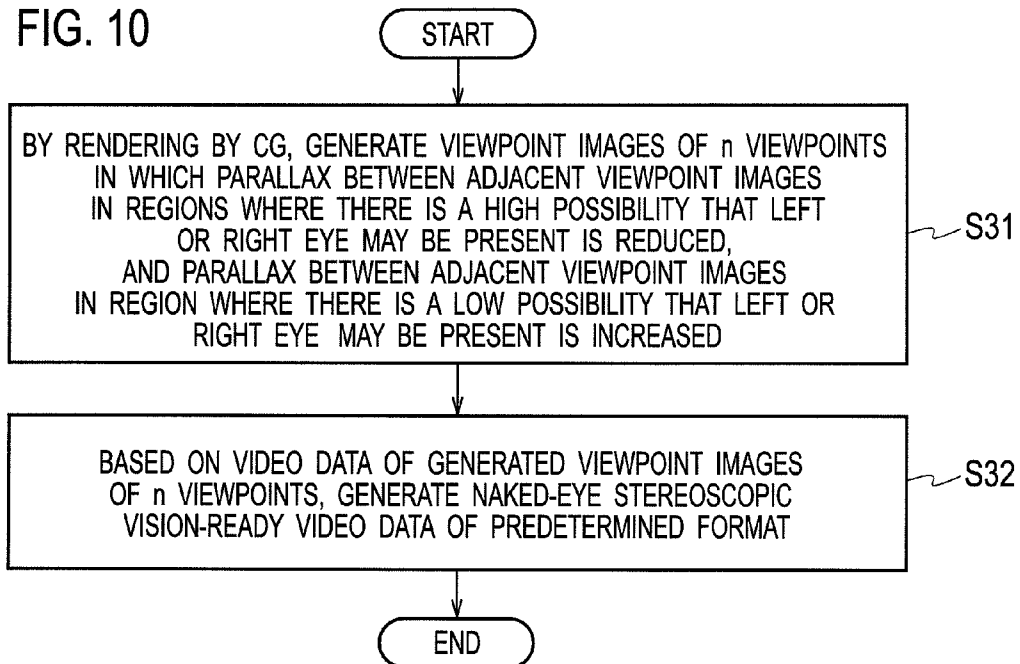 FIG. 10
START
BY RENDERING BY CG, GENERATE VIEWPOINT IMAGES OF n VIEWPOINTS
IN WHICH PARALLAX BETWEEN ADJACENT VIEWPOINT IMAGES
IN REGIONS WHERE THERE IS A HIGH POSSIBILITY THAT LEFT
OR RIGHT EYE MAY BE PRESENT IS REDUCED,
AND PARALLAX BETWEEN ADJACENT VIEWPOINT IMAGES
IN REGION WHERE THERE IS A LOW POSSIBILITY THAT LEFT OR
RIGHT EYE MAY BE PRESENT IS INCREASED
S31
BASED ON VIDEO DATA OF GENERATED VIEWPOINT IMAGES
OF n VIEWPOINTS, GENERATE NAKED-EYE STEREOSCOPIC
VISION-READY VIDEO DATA OF PREDETERMINED FORMAT
S32
END